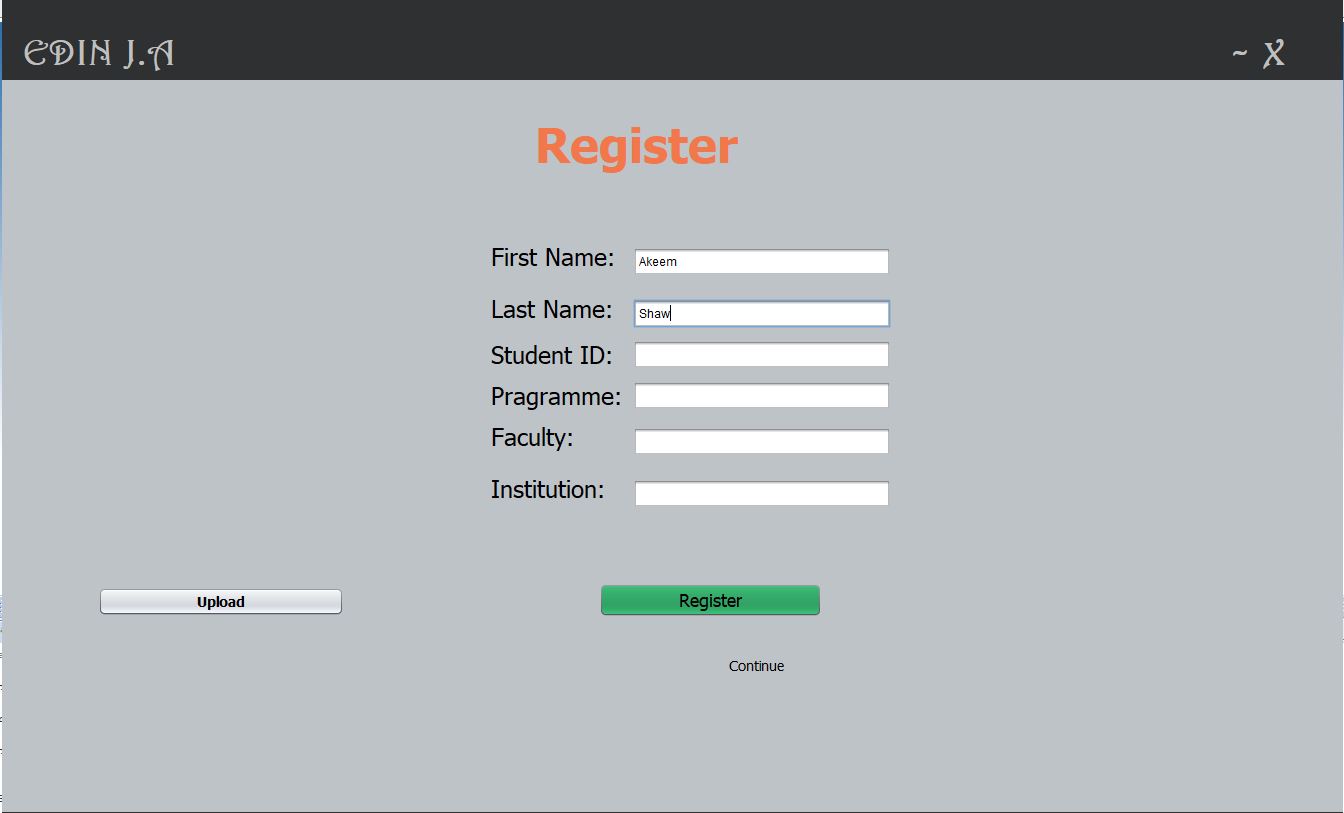 EDIN J.A ~ X
Register
First Name: Akeem
Last Name: Shaw
Student ID:
Pragramme:
Faculty:
Institution:
Upload Register
Continue